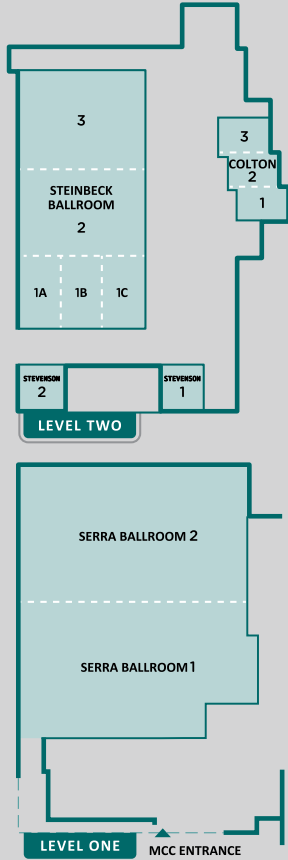 3
3
COLTON
2
1
STEINBECK
BALLROOM
2
1A 1B 1C
STEVENSON
2
STEVENSON
1
LEVEL TWO
SERRA BALLROOM 2
SERRA BALLROOM 1
LEVEL ONE
MCC ENTRANCE